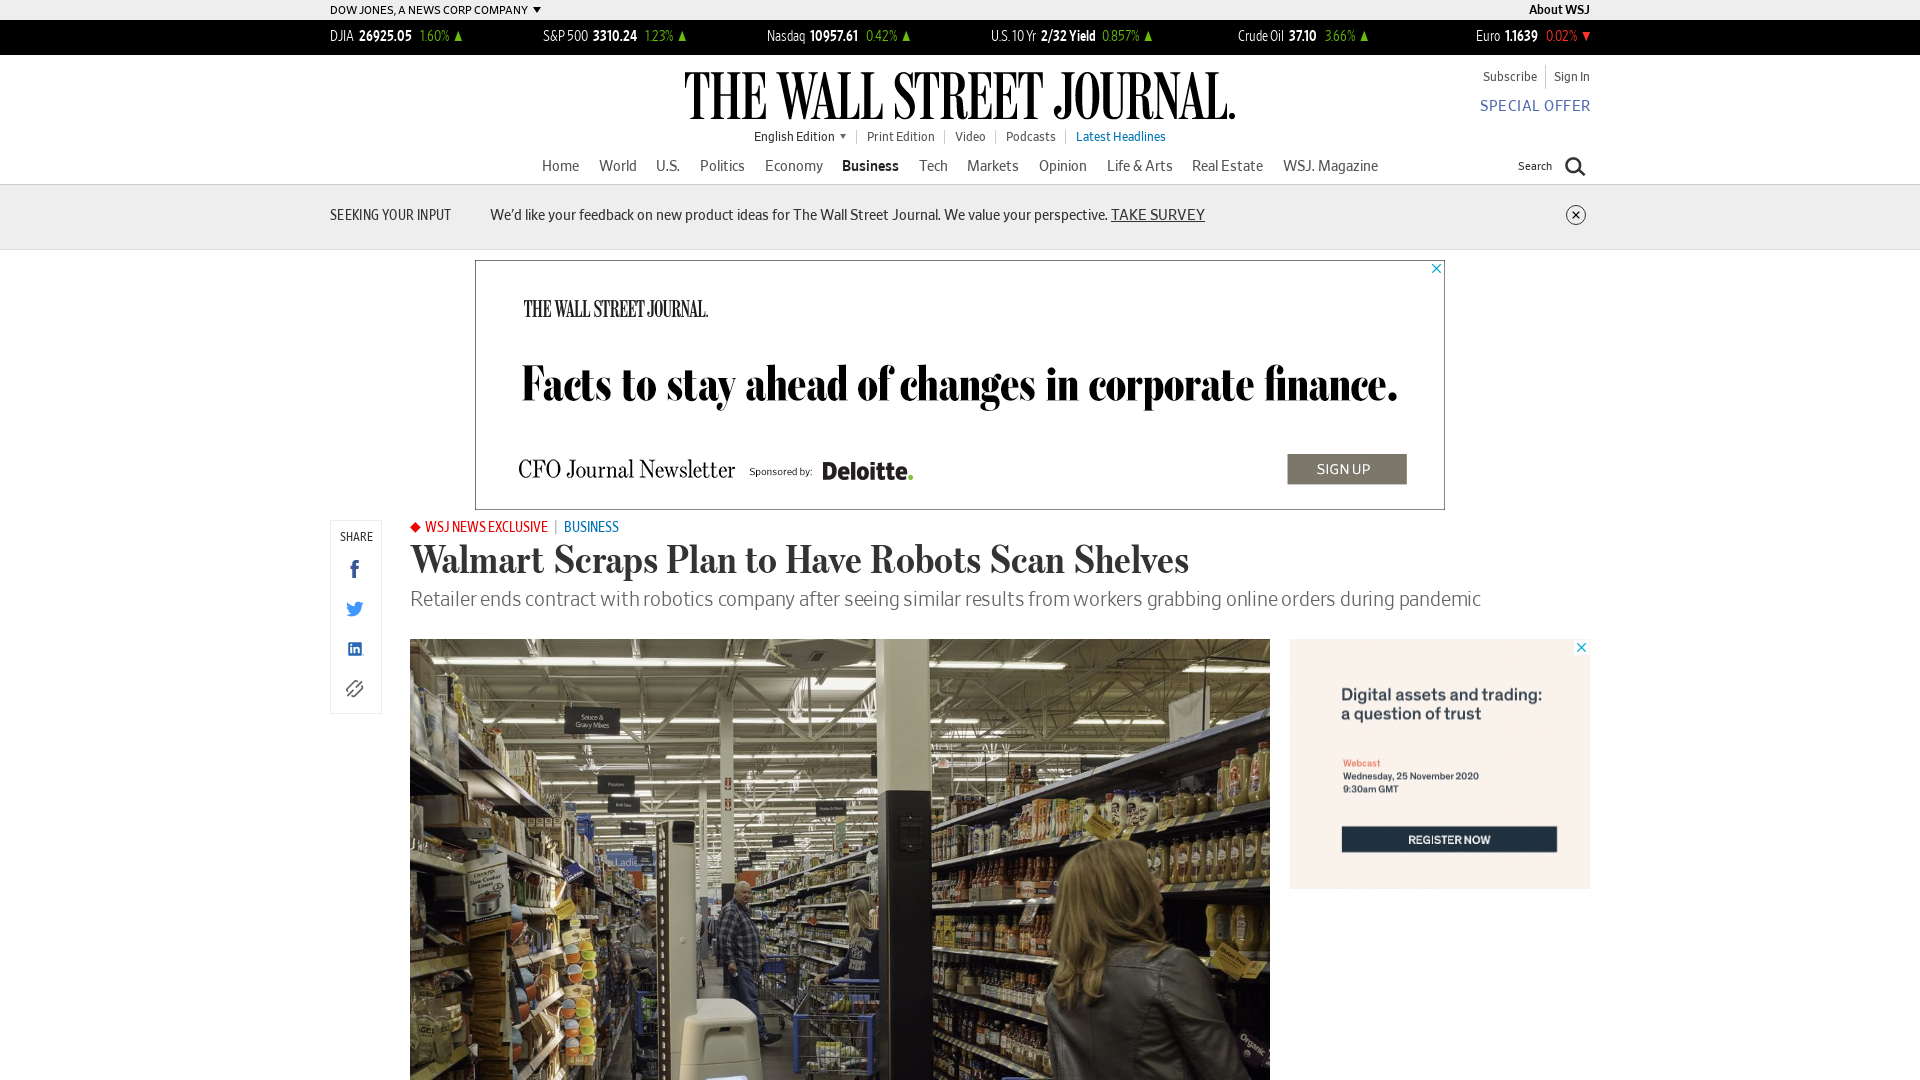 DOW JONES, A NEWS CORP COMPANY
About WSJ
DJIA 26925.05 1.60%
S&P 500 3310.24 1.23%
Nasdaq 10957.61 0.42%
U.S. 10 Yr 2/32 Yield 0.857%
Crude Oil 37.10 3.66%
Euro 1.1639 0.02%
THE WALL STREET JOURNAL.
Subscribe
Sign In
SPECIAL OFFER
English Edition
Print Edition
Video
Podcasts
Latest Headlines
Home
World
U.S.
Politics
Economy
Business
Tech
Markets
Opinion
Life & Arts
Real Estate
WSJ. Magazine
Search
SEEKING YOUR INPUT
We’d like your feedback on new product ideas for The Wall Street Journal. We value your perspective. TAKE SURVEY
THE WALL STREET JOURNAL.
Facts to stay ahead of changes in corporate finance.
CFO Journal Newsletter
Sponsored by:
Deloitte.
SIGN UP
SHARE
WSJ NEWS EXCLUSIVE | BUSINESS
Walmart Scraps Plan to Have Robots Scan Shelves
Retailer ends contract with robotics company after seeing similar results from workers grabbing online orders during pandemic
Sauce &
Gravy Mixes
Digital assets and trading:
a question of trust
Webcast
Wednesday, 25 November 2020
9:30am GMT
REGISTER NOW